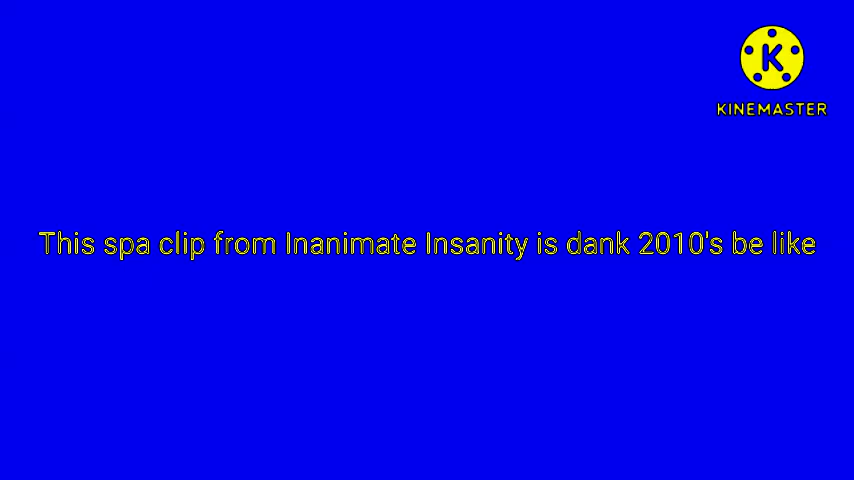 K
KINEMASTER
This spa clip from Inanimate Insanity is dank 2010's be like